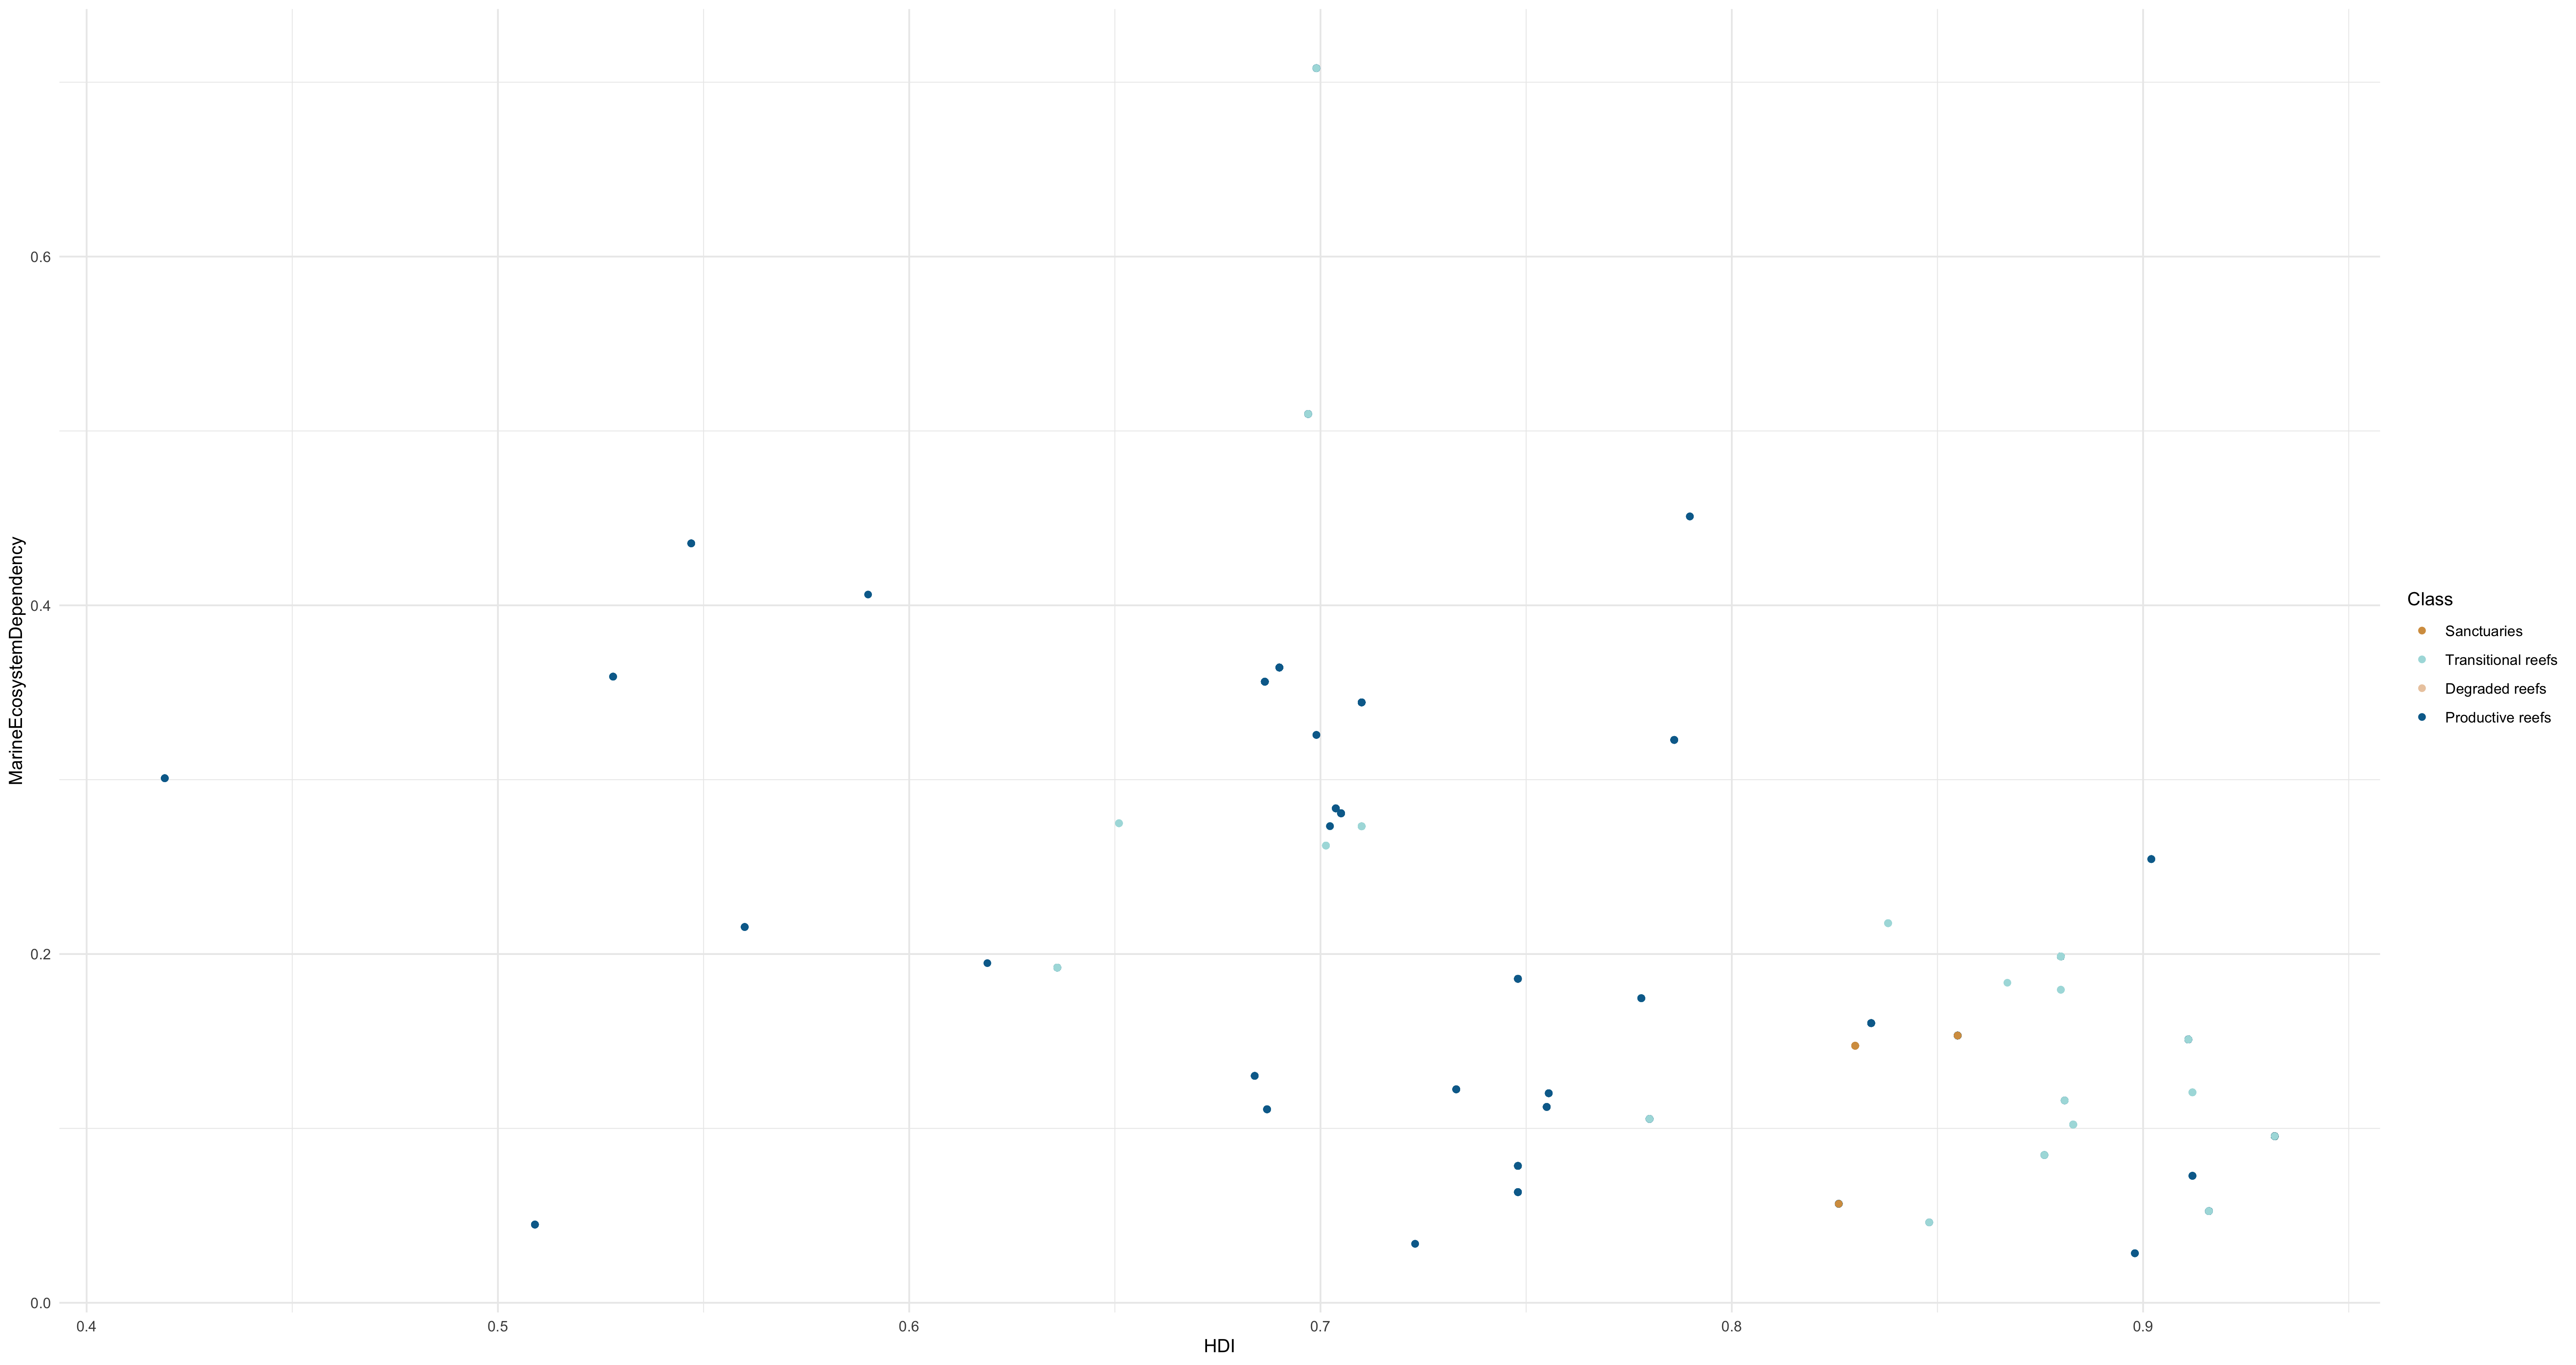 MarineEcosystemDependency
0.6
0.4
0.2
0.0
0.4 0.5 0.6 0.7 0.8 0.9
HDI
Class
Sanctuaries
Transitional reefs
Degraded reefs
Productive reefs